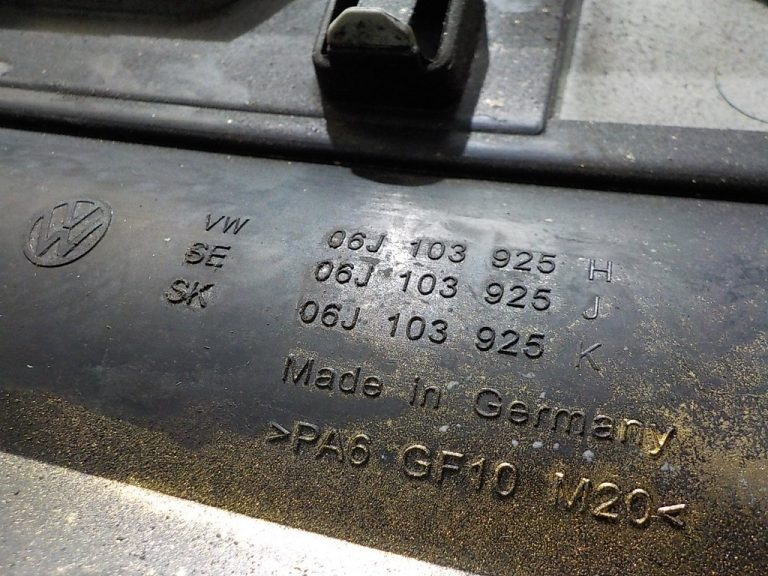 VW 06J 103 925 H
SE 06J 103 925 J
SK 06J 103 925 K
Made in Germany
>PA6 GF10 M20<